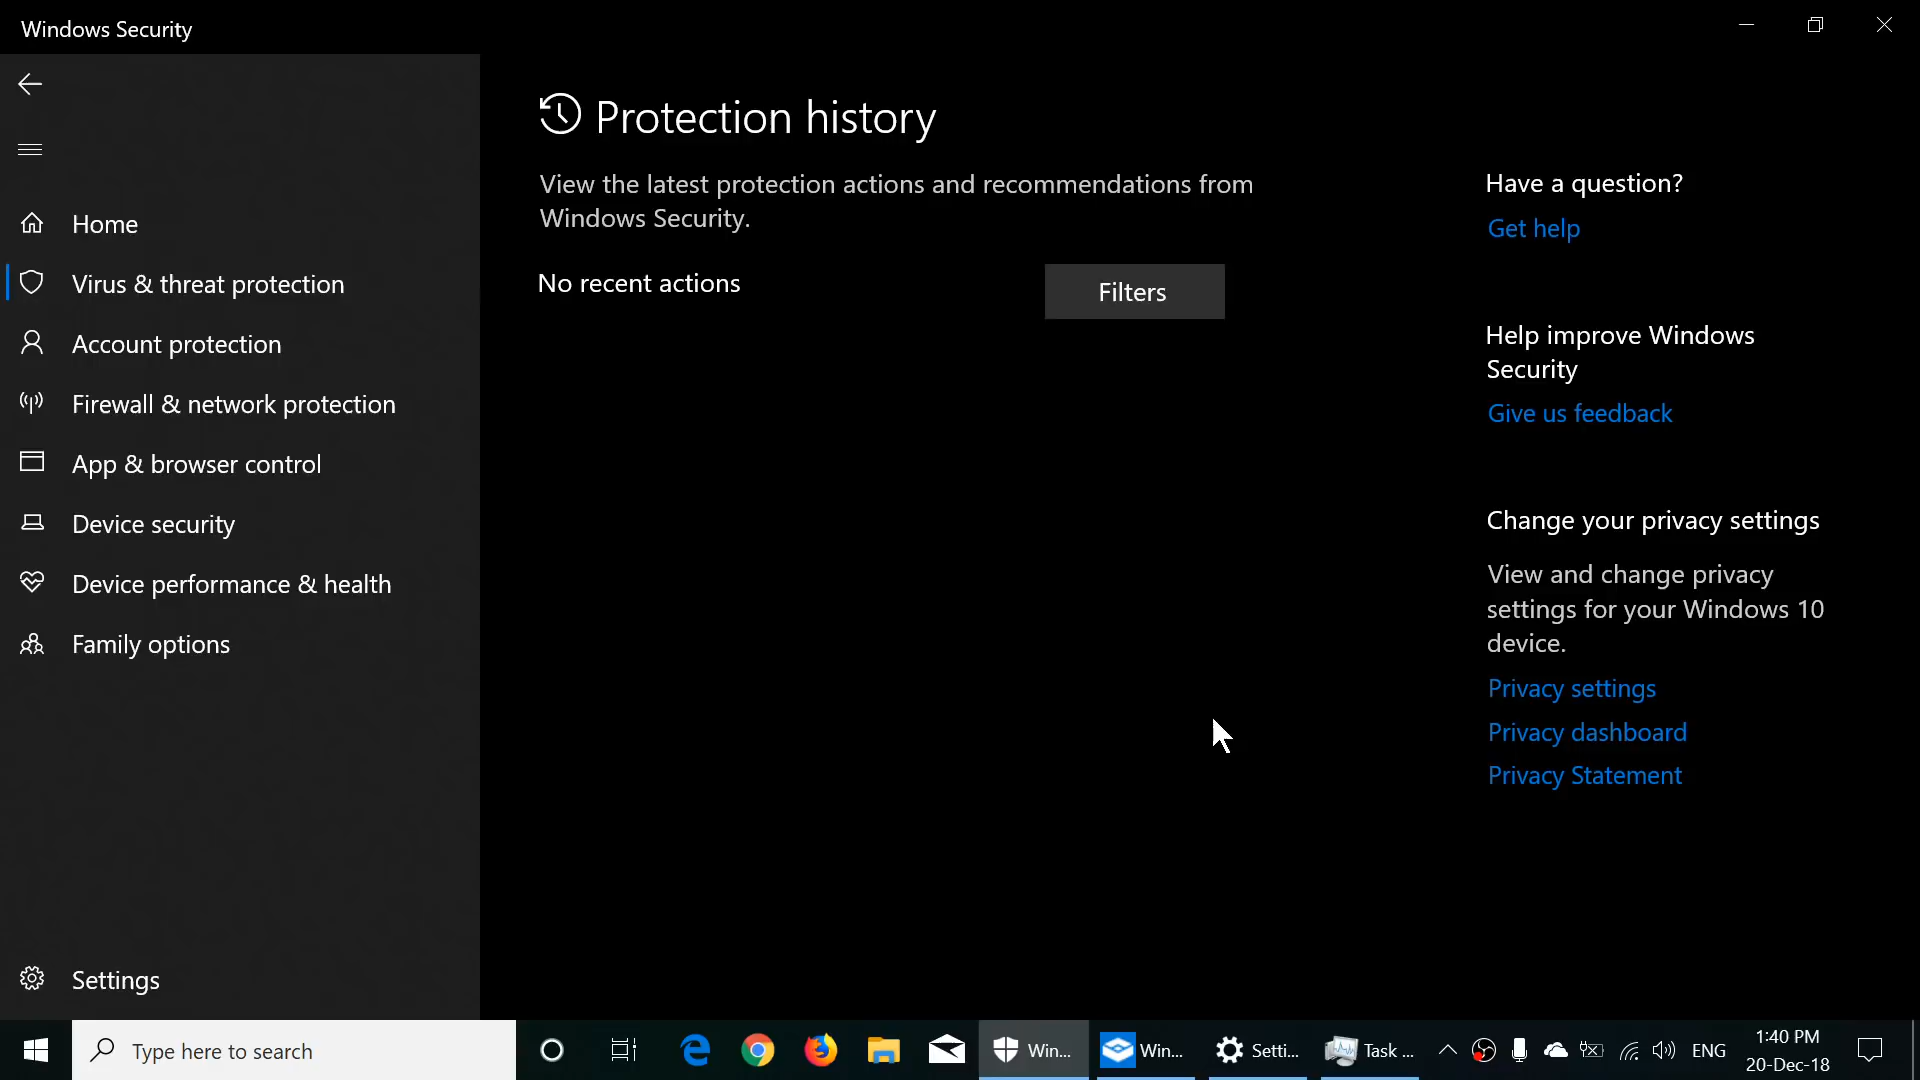 Windows Security
Home
Virus & threat protection
Account protection
Firewall & network protection
App & browser control
Device security
Device performance & health
Family options
Settings
Protection history
View the latest protection actions and recommendations from
Windows Security.
No recent actions
Filters
Have a question?
Get help
Help improve Windows
Security
Give us feedback
Change your privacy settings
View and change privacy
settings for your Windows 10
device.
Privacy settings
Privacy dashboard
Privacy Statement
Type here to search
Win...
Win...
Setti...
Task ...
ENG
1:40 PM
20-Dec-18